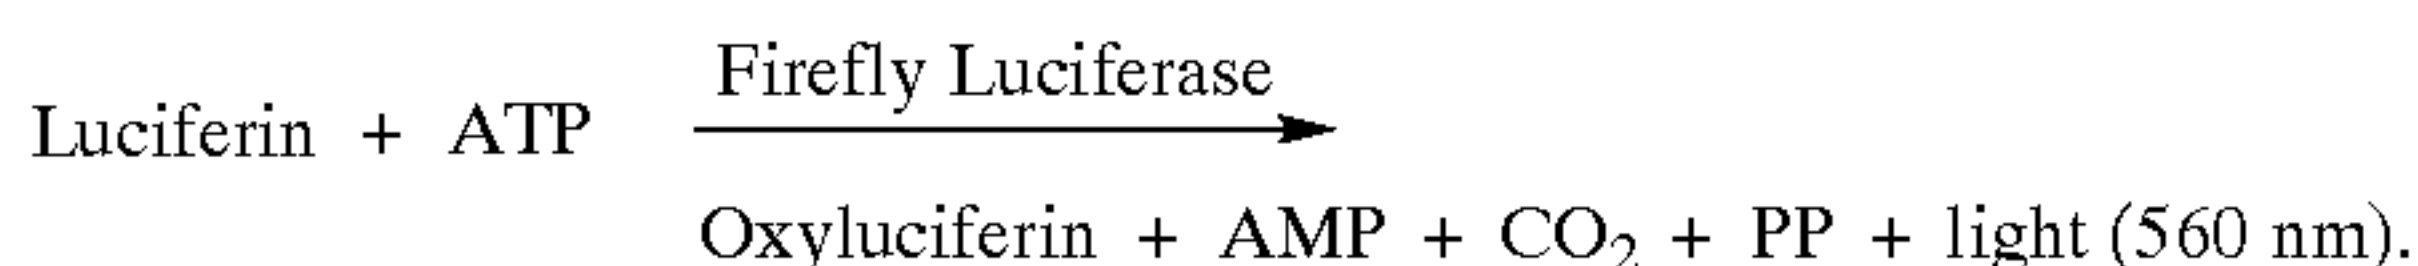 Firefly Luciferase
Luciferin + ATP
Oxyluciferin + AMP + CO₂ + PP + light (560 nm).